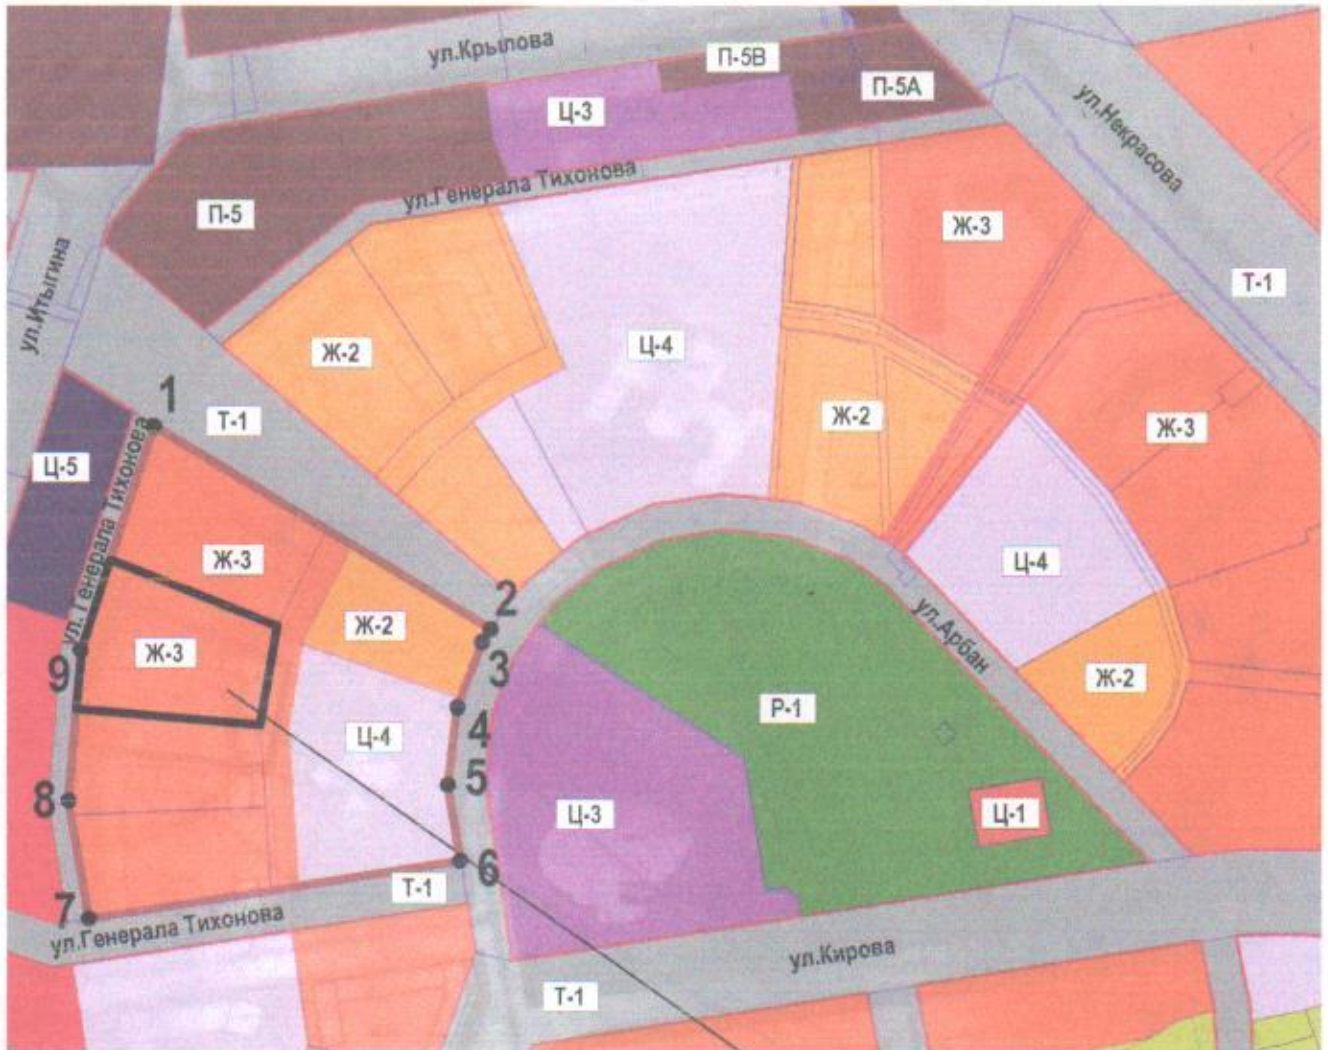 ул.Крылова
П-5В
П-5А
Ц-3
ул.Некрасова
ул.Генерала Тихонова
П-5
Ж-3
ул.Итыгина
Т-1
Ж-2
Ц-4
1
Т-1
Ж-2
Ж-3
Ц-5
ул. Генерала Тихонова
Ж-3
Ц-4
2
ул.Арбан
Ж-2
3
Ж-3
9
Ж-2
Р-1
4
Ц-4
5
8
Ц-3
Ц-1
6
Т-1
7
ул.Генерала Тихонова
ул.Кирова
Т-1